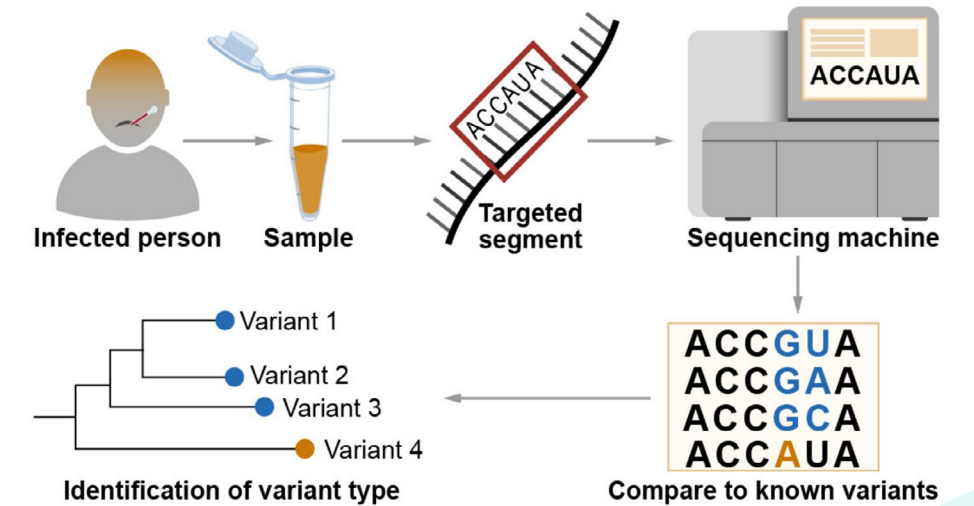 ACCAUA
ACCAUA
Infected person
Sample
Targeted
segment
Sequencing machine
Variant 1
Variant 2
Variant 3
Variant 4
Identification of variant type
ACCGUA
ACCGAA
ACCGCA
ACCAUA
Compare to known variants